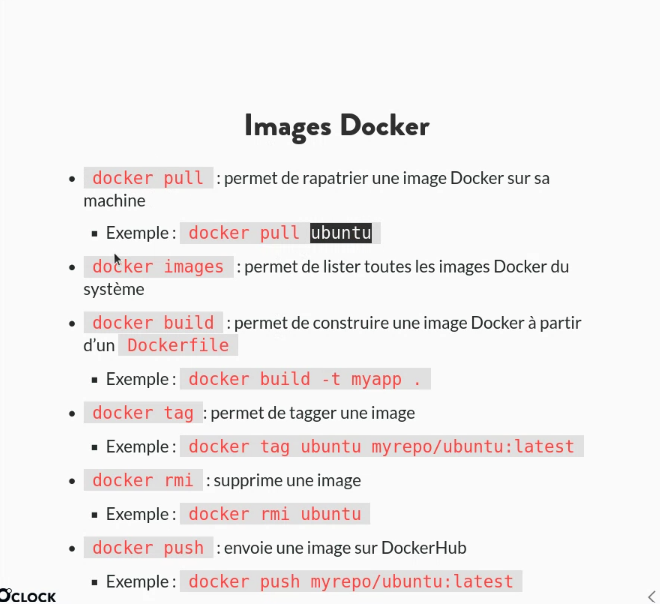 Images Docker
• docker pull : permet de rapatrier une image Docker sur sa
machine
▪ Exemple : docker pull ubuntu
• docker images : permet de lister toutes les images Docker du
système
• docker build : permet de construire une image Docker à partir
d’un Dockerfile
▪ Exemple : docker build -t myapp .
• docker tag : permet de tagger une image
▪ Exemple : docker tag ubuntu myrepo/ubuntu:latest
• docker rmi : supprime une image
▪ Exemple : docker rmi ubuntu
• docker push : envoie une image sur DockerHub
▪ Exemple : docker push myrepo/ubuntu:latest
O'CLOCK